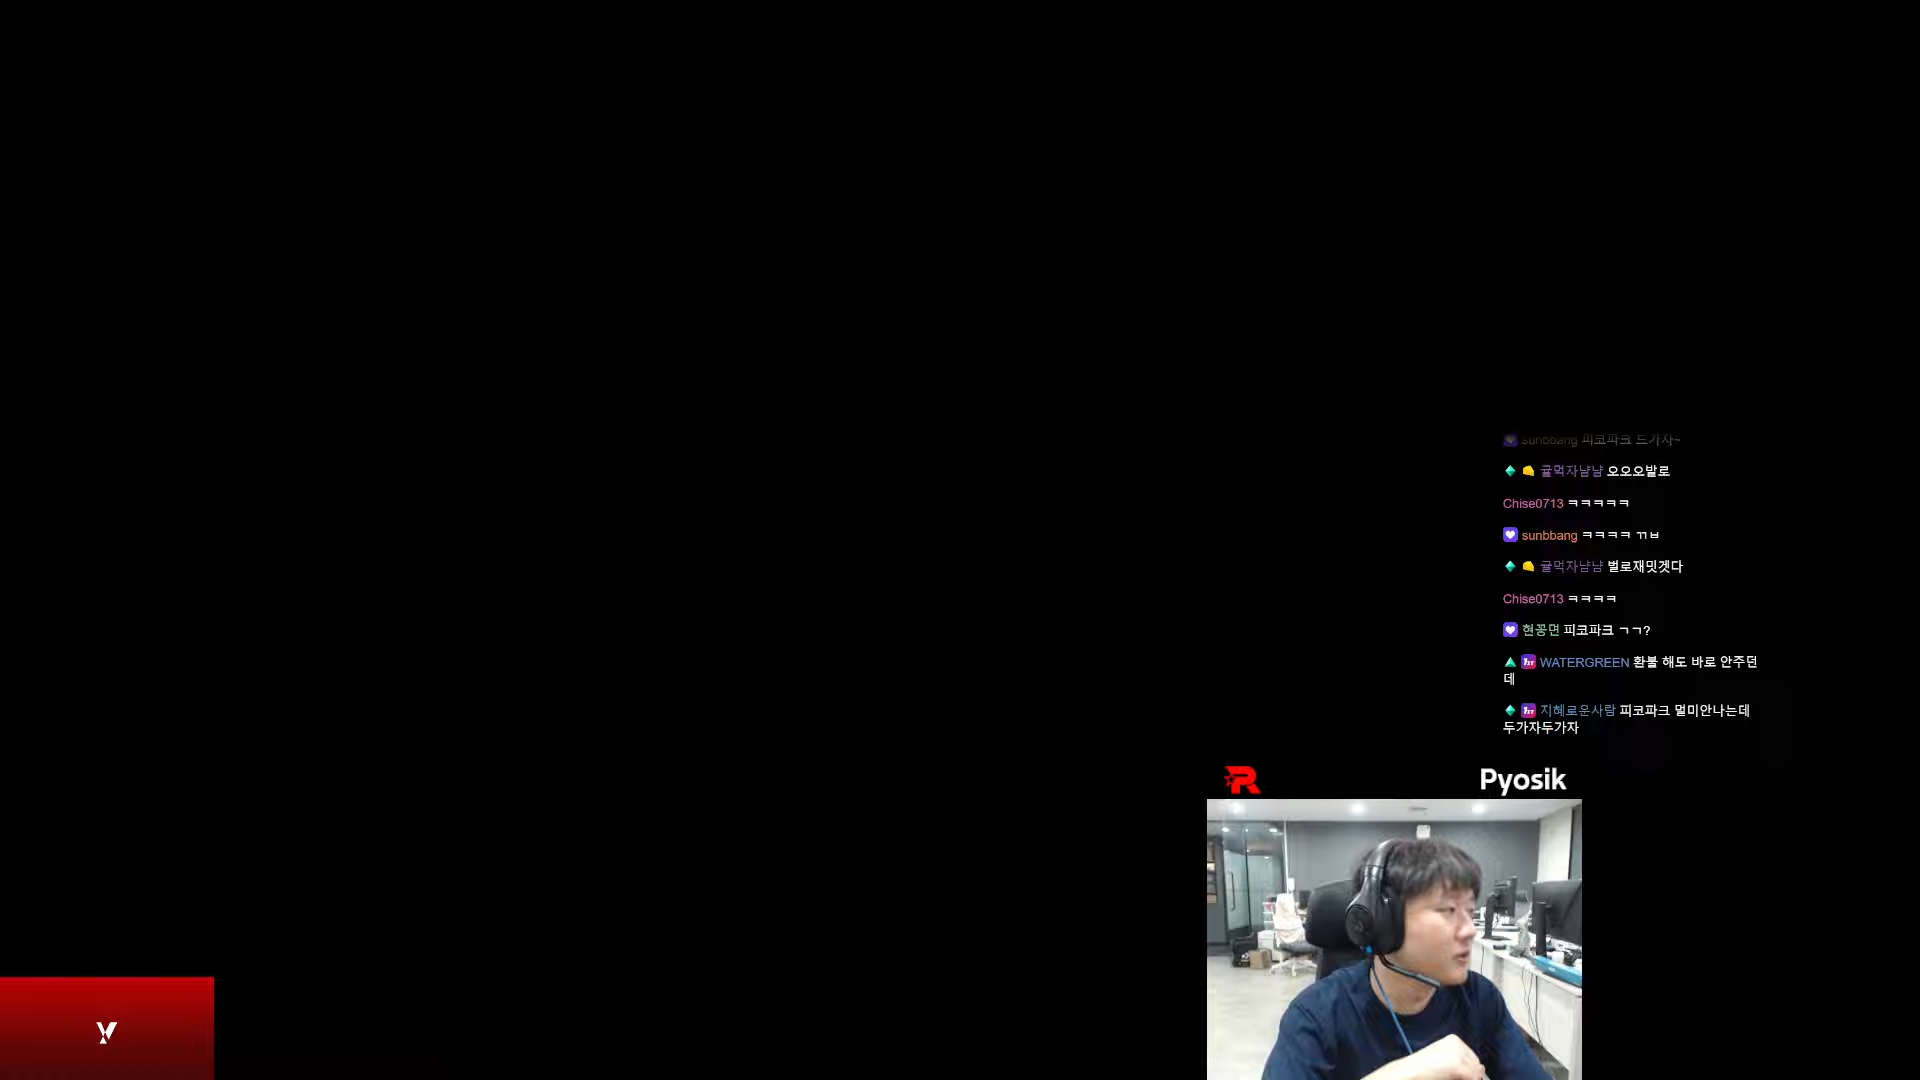 sunbbang 피코파크 드가자~
귤먹자냠냠 오오오발로
Chise0713 ㅋㅋㅋㅋㅋ
sunbbang ㅋㅋㅋㅋ ㄲㅂ
귤먹자냠냠 벌로재밋겟다
Chise0713 ㅋㅋㅋㅋ
현꽁면 피코파크 ㄱㄱ?
WATERGREEN 환불 해도 바로 안주던
데
지혜로운사람 피코파크 멀미안나는데
두가자두가자
Pyosik